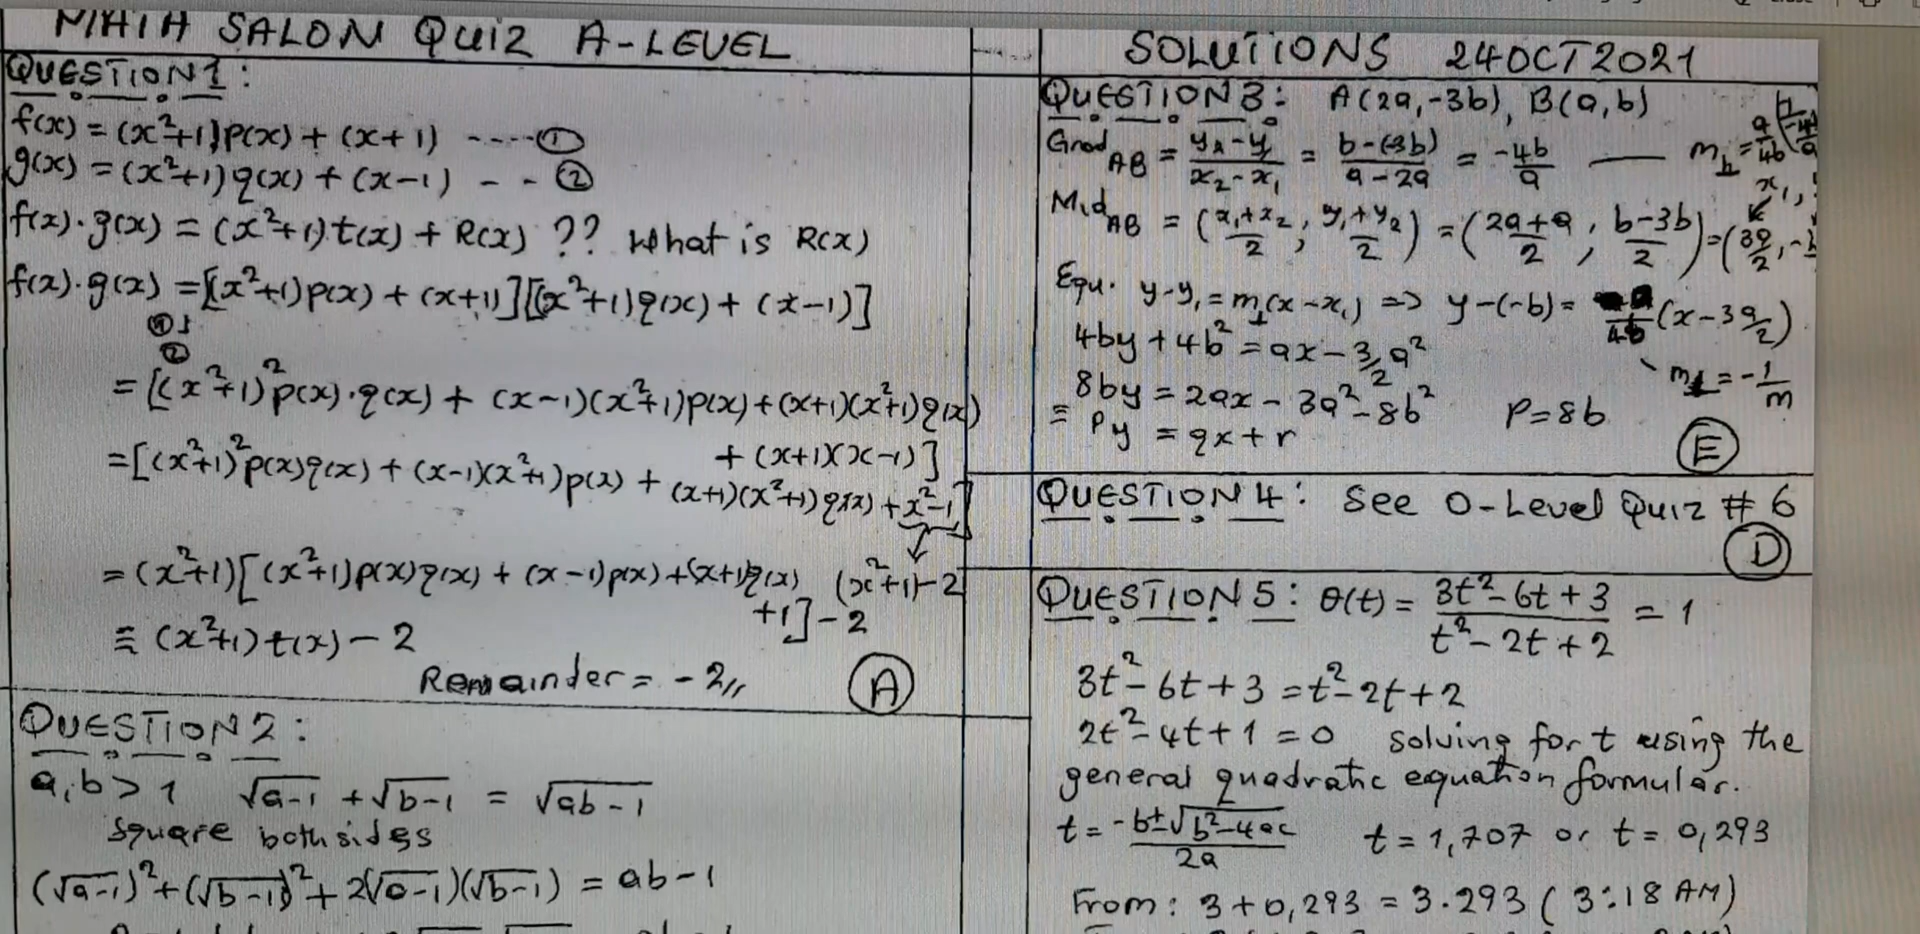 MATH SALON QUIZ A-LEVEL
QUESTION 1:
f(x) = (x²+1)p(x) + (x+1) ----- ①
g(x) = (x²+1)q(x) + (x-1) - - ②
f(x)·g(x) = (x²+1)t(x) + R(x) ?? What is R(x)
f(x)·g(x) = [(x²+1)p(x) + (x+1)][(x²+1)q(x) + (x-1)]
②
= [(x²+1)²p(x)·q(x) + (x-1)(x²+1)p(x) + (x+1)(x²+1)q(x)
+ (x+1)(x-1)]
= [(x²+1)²p(x)q(x) + (x-1)(x²+1)p(x) + (x+1)(x²+1)q(x) + x²-1]
= (x²+1)[(x²+1)p(x)q(x) + (x-1)p(x) + (x+1)q(x) (x²+1)-2
+1]-2
≡ (x²+1)t(x) - 2
Remainder = -2,,
A
QUESTION 2:
a,b > 1 √a-1 + √b-1 = √ab-1
Square both sides
(√a-1)² + (√b-1)² + 2(√a-1)(√b-1) = ab-1
SOLUTIONS 24OCT2021
QUESTION 3: A(2a,-3b), B(a,b)
Grad AB = = b-(-3b) / a-2a = -4b / a
Mid AB = (x₁+x₂ / 2 ; y₁+y₂ / 2) = (2a+a / 2 ; b-3b / 2)
Equ. y-y₁ = m(x-x₁) => y-(-b) = (x-3a/2)
4by + 4b² = ax - 3/2 a²
m⊥ = -1/m
8by = 2ax - 3a² - 8b² P=8b
≡ Py = qx + r
E
QUESTION 4: See O-Level Quiz # 6
D
QUESTION 5: θ(t) = 3t²-6t+3 / t²-2t+2 = 1
3t²-6t+3 = t²-2t+2
2t²-4t+1 = 0 solving for t using the
general quadratic equation formular.
t = -b±√b²-4ac / 2a t = 1,707 or t = 0,293
From: 3+0,293 = 3.293 (3:18 AM)